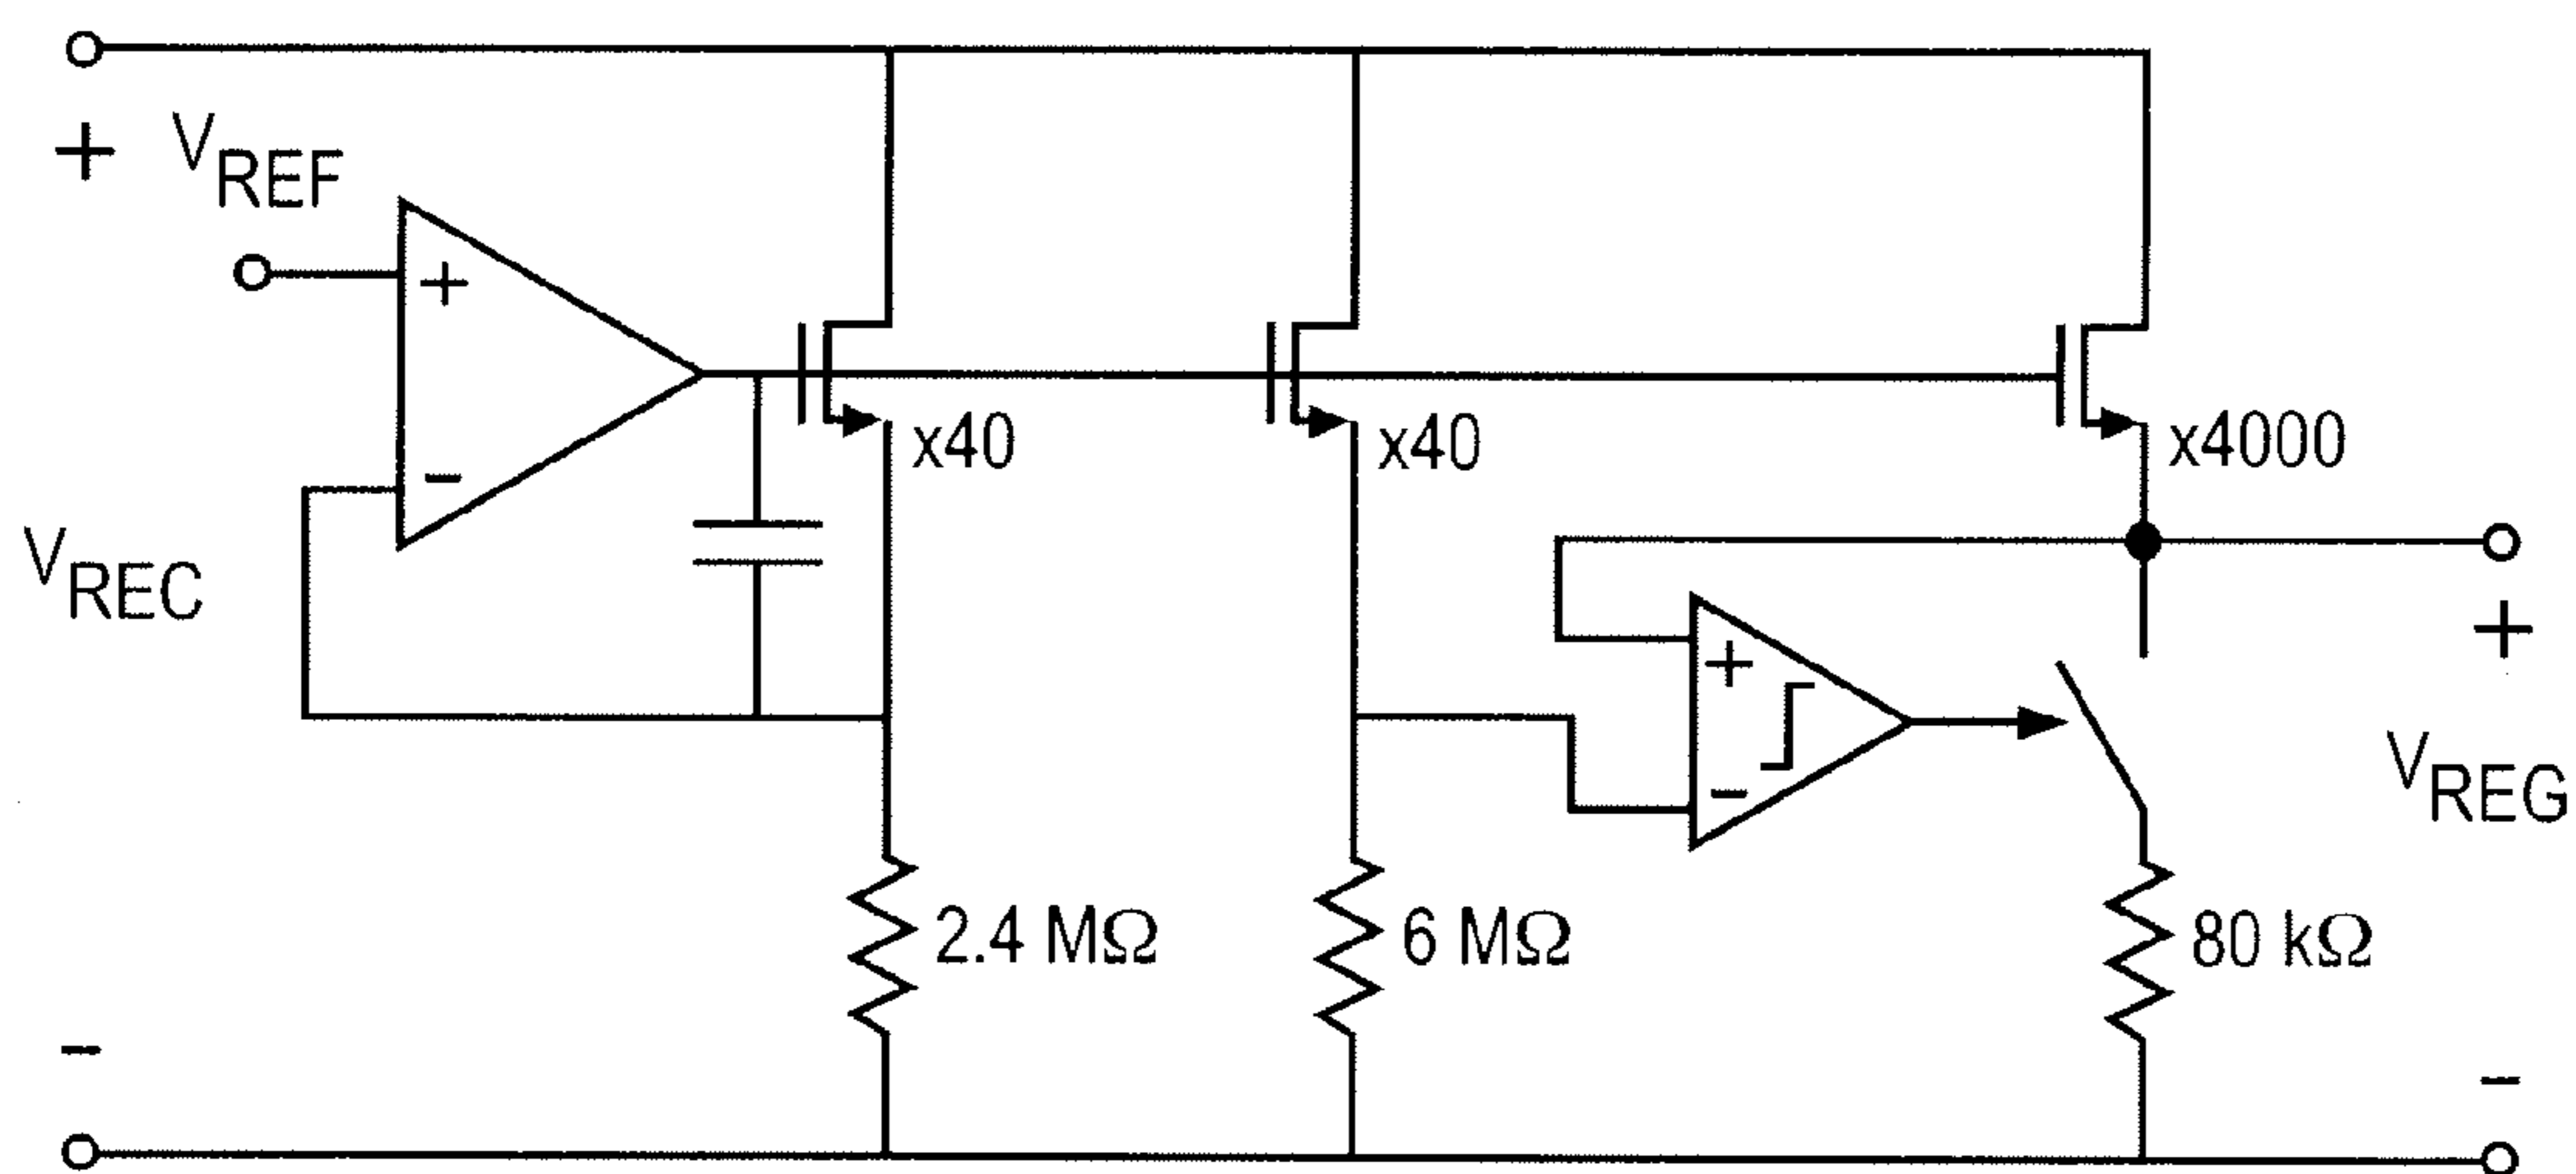 + V_REF
+
-
V_REC
x40
x40
x4000
+
-
+
V_REG
2.4 MΩ
6 MΩ
80 kΩ
-
-